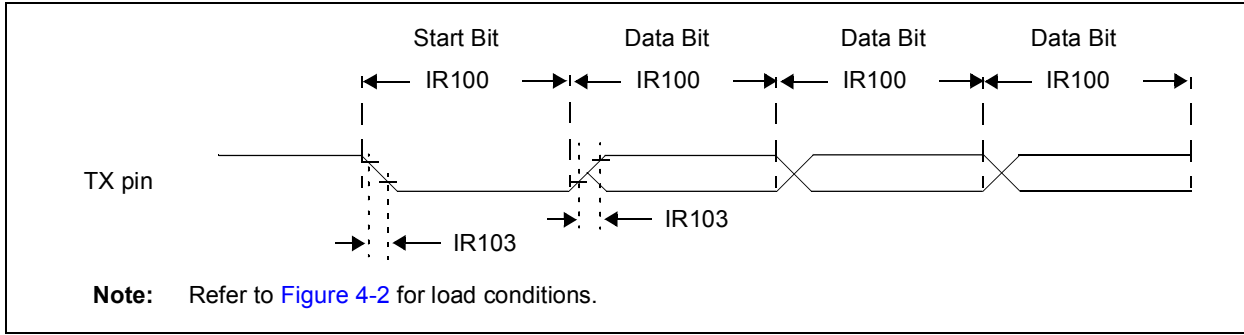 Start Bit Data Bit Data Bit Data Bit
IR100 IR100 IR100 IR100
TX pin
IR103 IR103
Note: Refer to Figure 4-2 for load conditions.